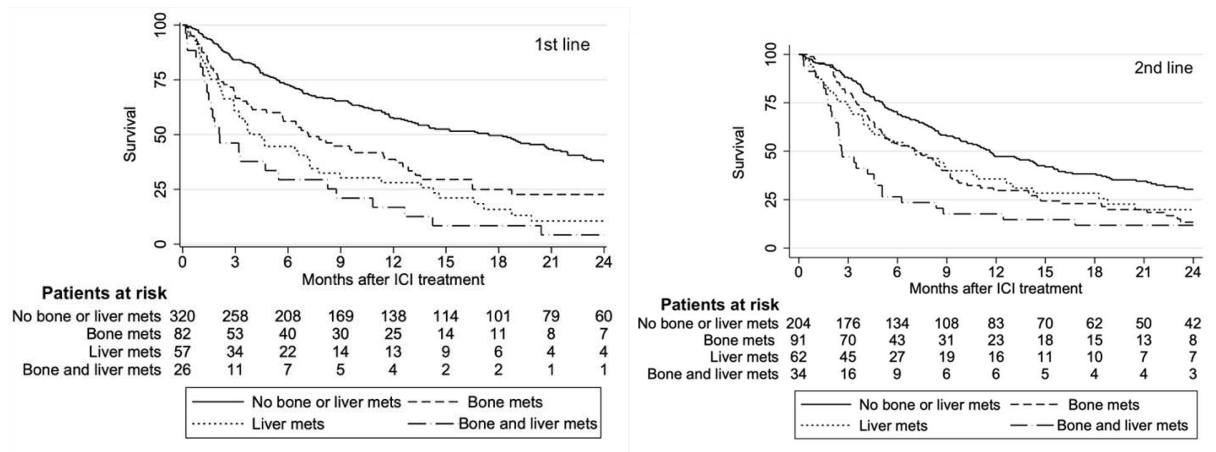 1st line
Survival
100
75
50
25
0
0 3 6 9 12 15 18 21 24
Months after ICI treatment
Patients at risk
No bone or liver mets 320 258 208 169 138 114 101 79 60
Bone mets 82 53 40 30 25 14 11 8 7
Liver mets 57 34 22 14 13 9 6 4 4
Bone and liver mets 26 11 7 5 4 2 2 1 1
No bone or liver mets Bone mets
Liver mets Bone and liver mets
2nd line
Survival
100
75
50
25
0
0 3 6 9 12 15 18 21 24
Months after ICI treatment
Patients at risk
No bone or liver mets 204 176 134 108 83 70 62 50 42
Bone mets 91 70 43 31 23 18 15 13 8
Liver mets 62 45 27 19 16 11 10 7 7
Bone and liver mets 34 16 9 6 6 5 4 4 3
No bone or liver mets Bone mets
Liver mets Bone and liver mets